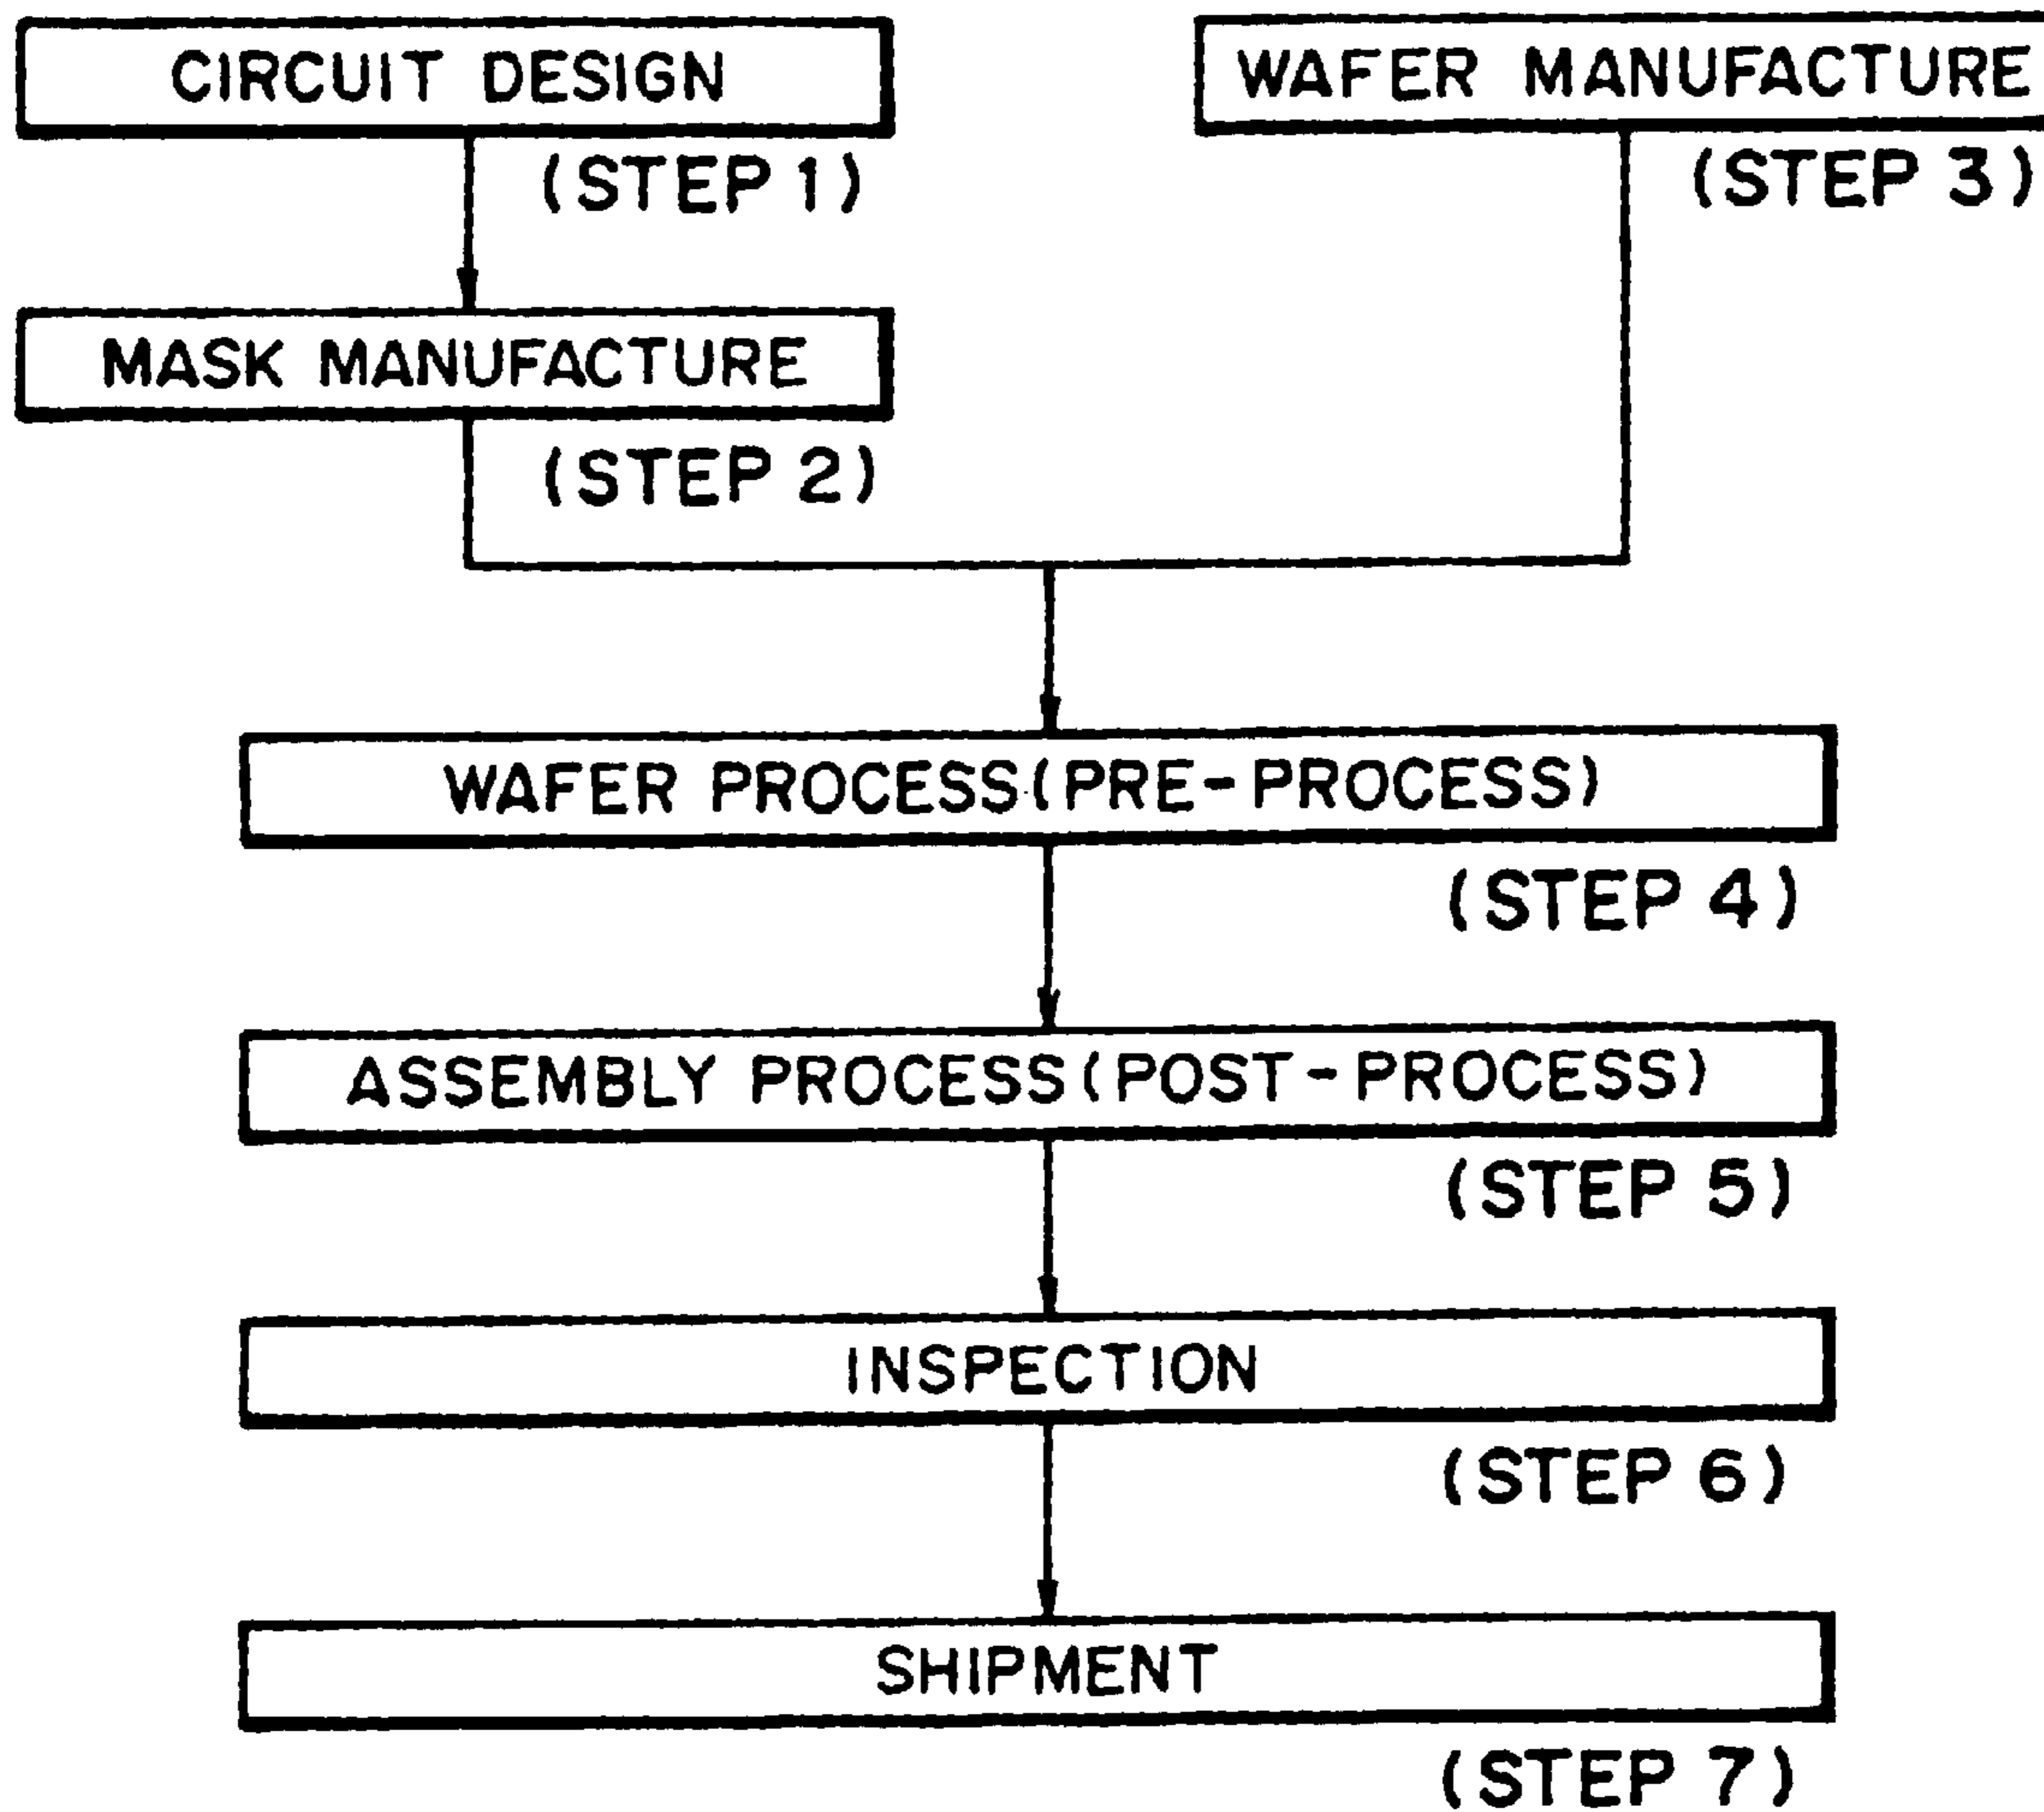 CIRCUIT DESIGN
(STEP 1)
WAFER MANUFACTURE
(STEP 3)
MASK MANUFACTURE
(STEP 2)
WAFER PROCESS(PRE-PROCESS)
(STEP 4)
ASSEMBLY PROCESS(POST-PROCESS)
(STEP 5)
INSPECTION
(STEP 6)
SHIPMENT
(STEP 7)